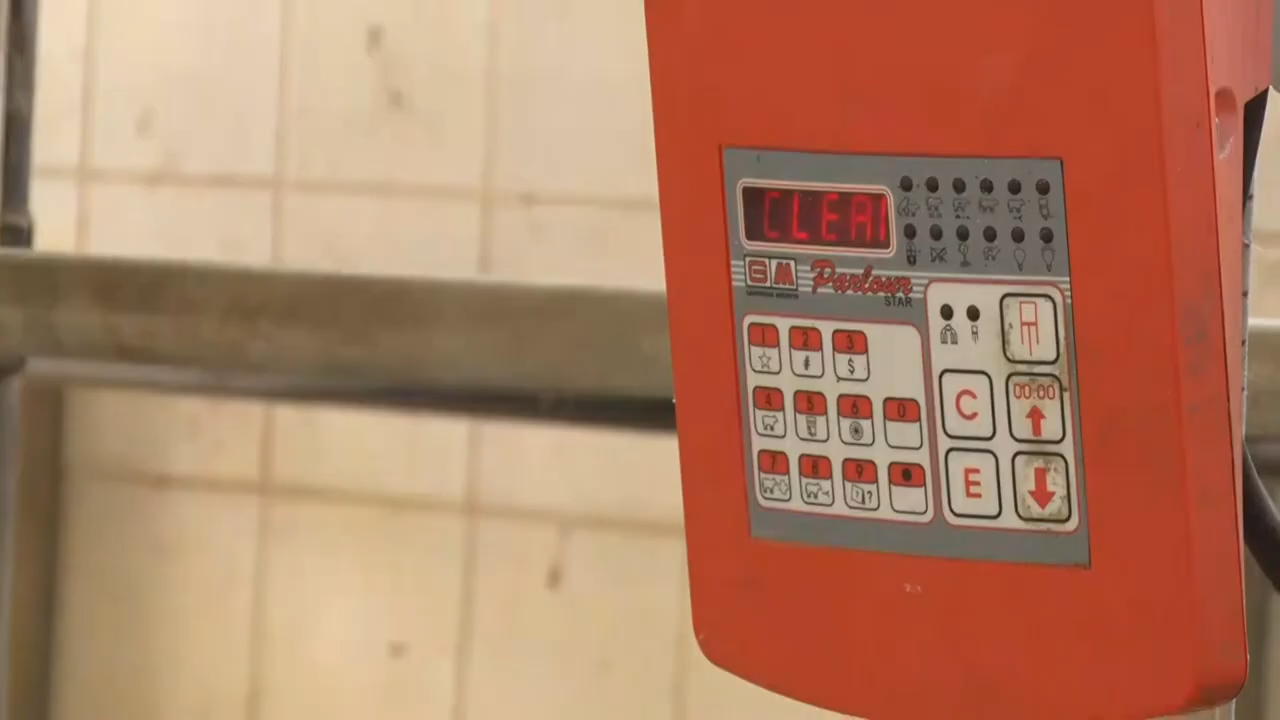 CLEAN
GM
Parlour
STAR
1 2 3
# $
4 5 6 0
7 8 9
?
00:00
C
E